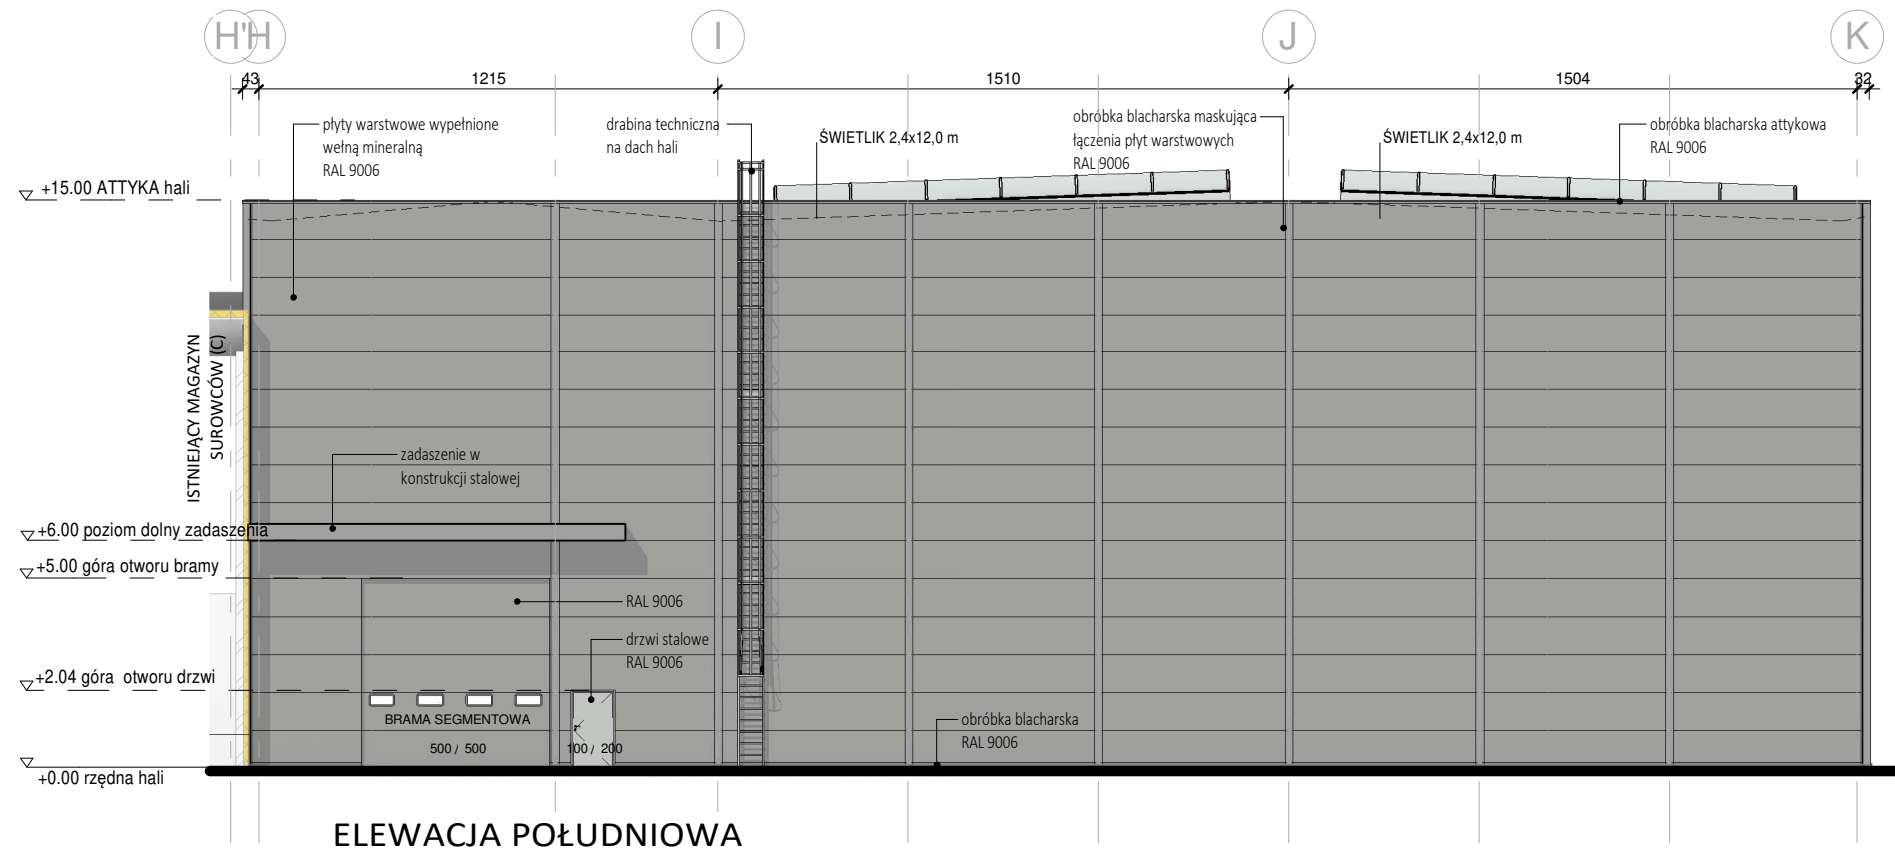 H' H I J K
43 1215 1510 1504 32
płyty warstwowe wypełnione
wełną mineralną
RAL 9006
drabina techniczna
na dach hali
ŚWIETLIK 2,4x12,0 m
obróbka blacharska maskująca
łączenia płyt warstwowych
RAL 9006
ŚWIETLIK 2,4x12,0 m
obróbka blacharska attykowa
RAL 9006
+15.00 ATTYKA hali
ISTNIEJĄCY MAGAZYN
SUROWCÓW (C)
zadaszenie w
konstrukcji stalowej
+6.00 poziom dolny zadaszenia
+5.00 góra otworu bramy
RAL 9006
drzwi stalowe
RAL 9006
+2.04 góra otworu drzwi
BRAMA SEGMENTOWA
500 / 500
100 / 200
obróbka blacharska
RAL 9006
+0.00 rzędna hali
ELEWACJA POŁUDNIOWA